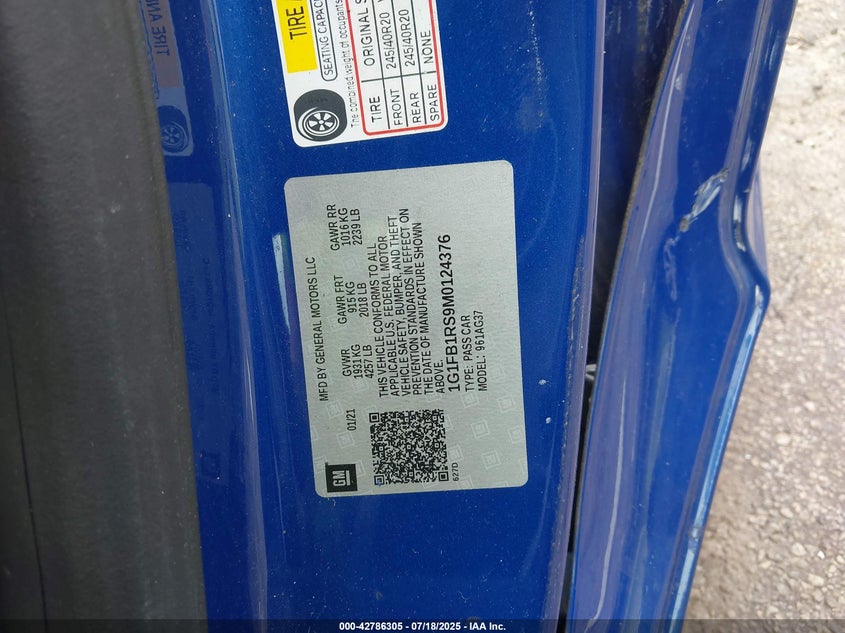 TIRE AN
SEATING CAPAC
The combined weight of occupants
TIRE ORIGINAL S
FRONT 245/40R20
REAR 245/40R20
SPARE NONE
MFD BY GENERAL MOTORS LLC
GM 01/21
GVWR GAWR FRT GAWR RR
1931 KG 915 KG 1016 KG
4257 LB 2018 LB 2239 LB
THIS VEHICLE CONFORMS TO ALL
APPLICABLE U.S. FEDERAL MOTOR
VEHICLE SAFETY, BUMPER, AND THEFT
PREVENTION STANDARDS IN EFFECT ON
THE DATE OF MANUFACTURE SHOWN
ABOVE.
1G1FB1RS9M0124376
TYPE: PASS CAR
MODEL: 961AG37
627D
000-42786305 - 07/18/2025 - IAA Inc.